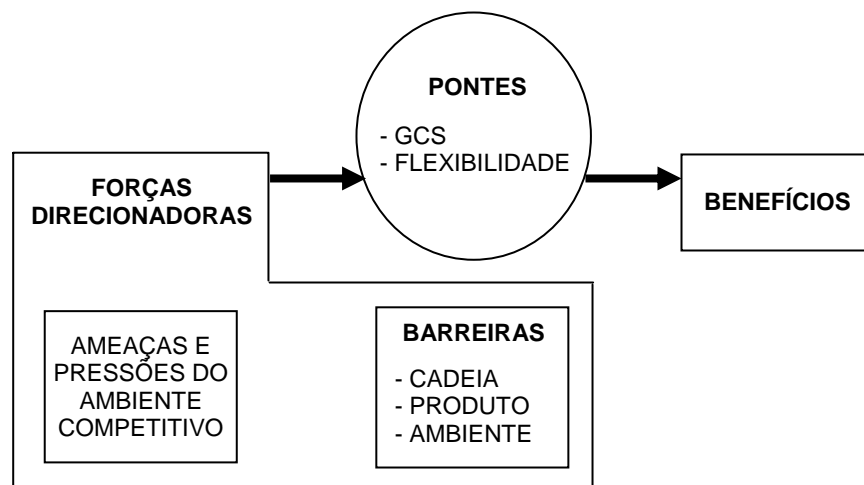 PONTES
- GCS
- FLEXIBILIDADE
FORÇAS
DIRECIONADORAS
BENEFÍCIOS
AMEAÇAS E
PRESSÕES DO
AMBIENTE
COMPETITIVO
BARREIRAS
- CADEIA
- PRODUTO
- AMBIENTE